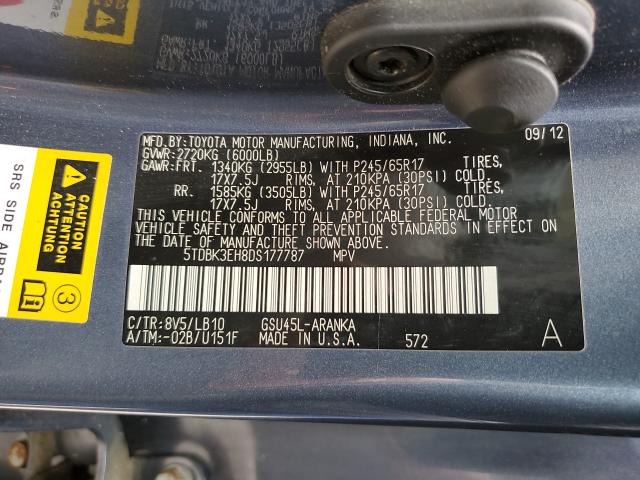 MFD.BY:TOYOTA MOTOR MANUFACTURING, INDIANA, INC. 09/12
GVWR:2720KG (6000LB)
GAWR:FRT. 1340KG (2955LB) WITH P245/65R17 TIRES,
17X7.5J RIMS, AT 210KPA (30PSI) COLD.
RR. 1585KG (3505LB) WITH P245/65R17 TIRES,
17X7.5J RIMS, AT 210KPA (30PSI) COLD.
THIS VEHICLE CONFORMS TO ALL APPLICABLE FEDERAL MOTOR
VEHICLE SAFETY AND THEFT PREVENTION STANDARDS IN EFFECT ON
THE DATE OF MANUFACTURE SHOWN ABOVE.
5TDBK3EH8DS177787 MPV
C/TR:8V5/LB10 GSU45L-ARANKA
A/TM:-02B/U151F MADE IN U.S.A. 572 A
SRS SIDE
CAUTION
ATTENTION
ACHTUNG
3